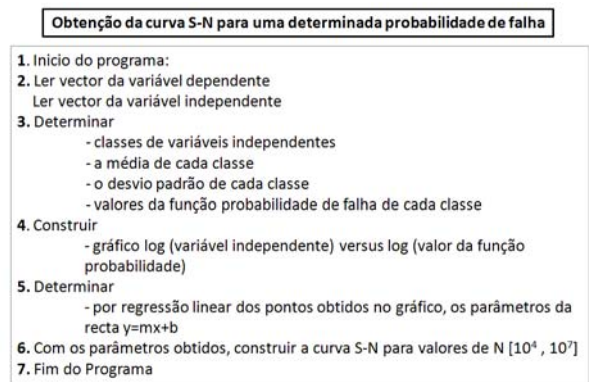 Obtenção da curva S-N para uma determinada probabilidade de falha
1. Inicio do programa:
2. Ler vector da variável dependente
Ler vector da variável independente
3. Determinar
- classes de variáveis independentes
- a média de cada classe
- o desvio padrão de cada classe
- valores da função probabilidade de falha de cada classe
4. Construir
- gráfico log (variável independente) versus log (valor da função
probabilidade)
5. Determinar
- por regressão linear dos pontos obtidos no gráfico, os parâmetros da
recta y=mx+b
6. Com os parâmetros obtidos, construir a curva S-N para valores de N [10⁴ , 10⁷]
7. Fim do Programa